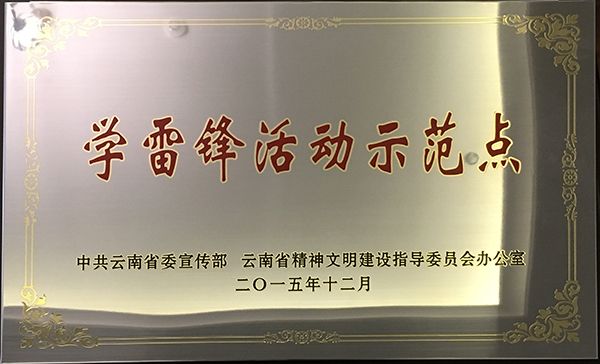 学雷锋活动示范点
中共云南省委宣传部 云南省精神文明建设指导委员会办公室
二〇一五年十二月